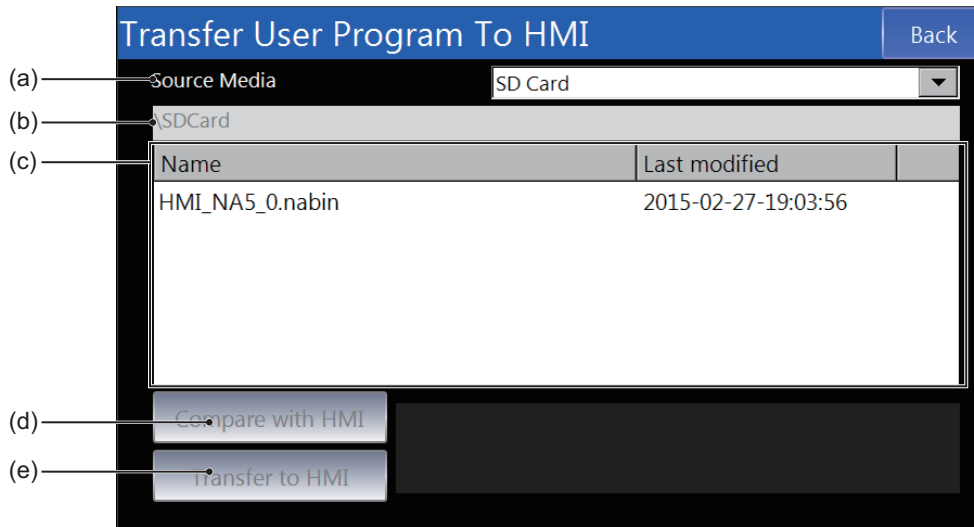 Transfer User Program To HMI Back
(a) Source Media SD Card
(b) \SDCard
(c) Name Last modified
HMI_NA5_0.nabin 2015-02-27-19:03:56
(d) Compare with HMI
(e) Transfer to HMI